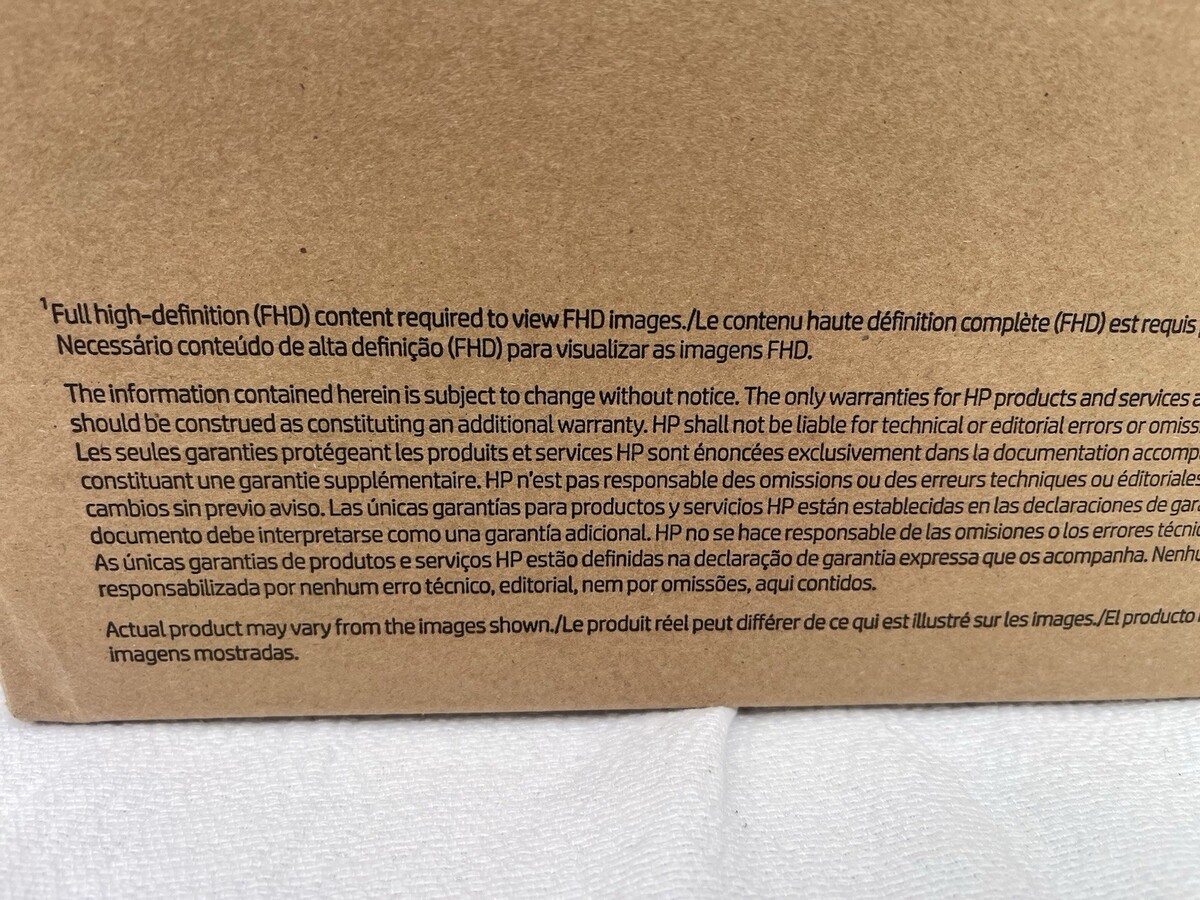 ¹Full high-definition (FHD) content required to view FHD images./Le contenu haute définition complète (FHD) est requis
Necessário conteúdo de alta definição (FHD) para visualizar as imagens FHD.
The information contained herein is subject to change without notice. The only warranties for HP products and services
should be construed as constituting an additional warranty. HP shall not be liable for technical or editorial errors or
Les seules garanties protégeant les produits et services HP sont énoncées exclusivement dans la documentation
constituant une garantie supplémentaire. HP n'est pas responsable des omissions ou des erreurs techniques ou éditoriales
cambios sin previo aviso. Las únicas garantías para productos y servicios HP están establecidas en las declaraciones de
documento debe interpretarse como una garantía adicional. HP no se hace responsable de las omisiones o los errores
As únicas garantias de produtos e serviços HP estão definidas na declaração de garantia expressa que os acompanha.
responsabilizada por nenhum erro técnico, editorial, nem por omissões, aqui contidos.
Actual product may vary from the images shown./Le produit réel peut différer de ce qui est illustré sur les images./El producto
imagens mostradas.